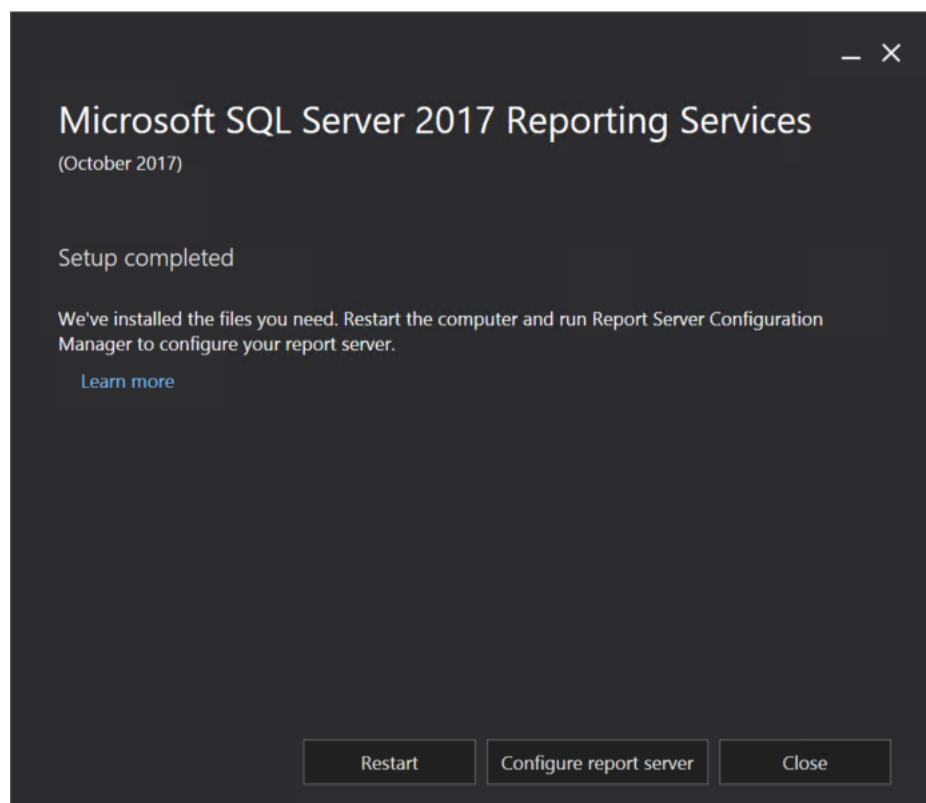 Microsoft SQL Server 2017 Reporting Services
(October 2017)
Setup completed
We've installed the files you need. Restart the computer and run Report Server Configuration
Manager to configure your report server.
Learn more
Restart
Configure report server
Close